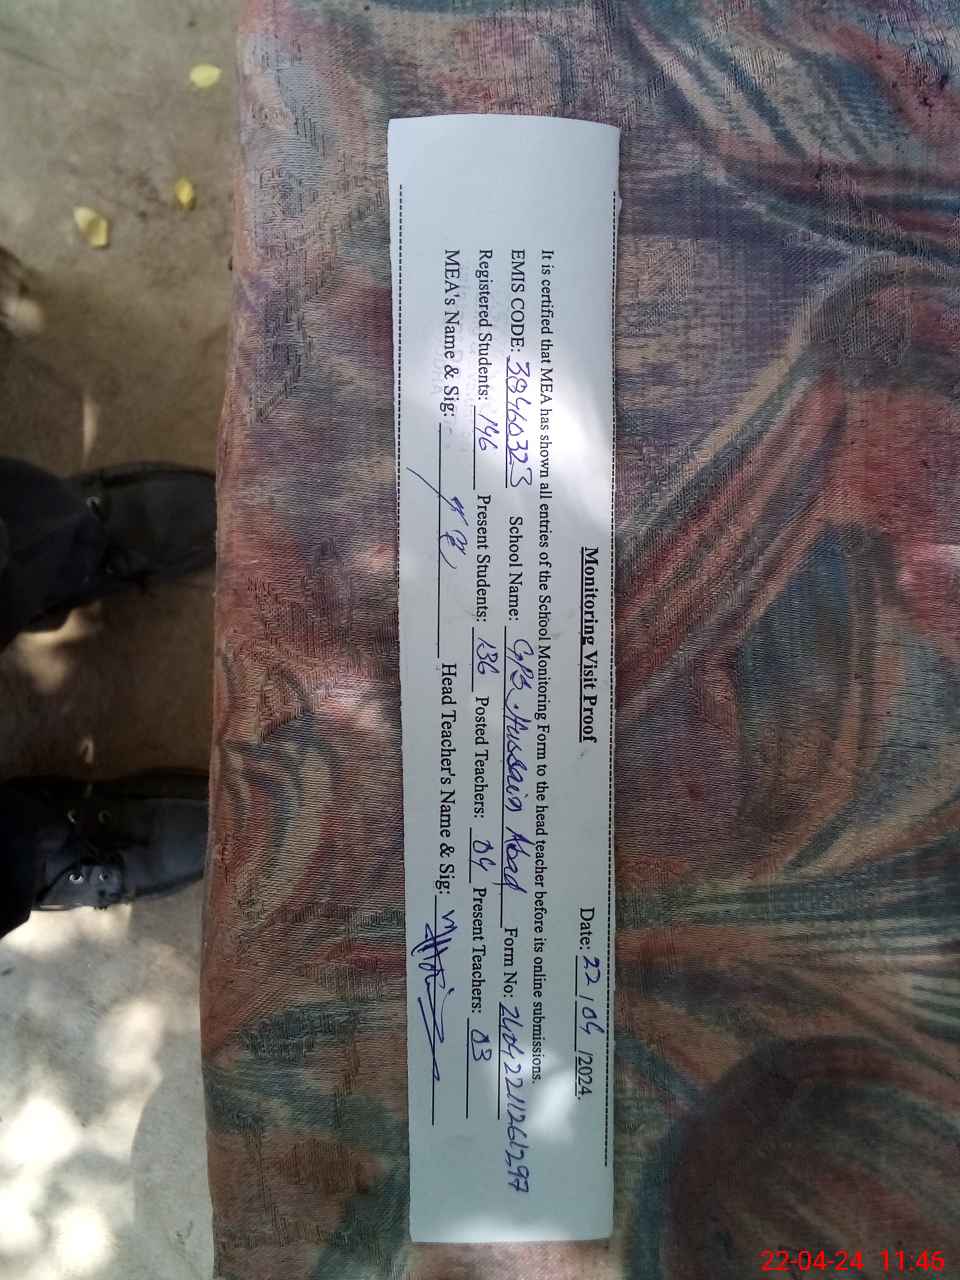 Monitoring Visit Proof Date: 22/04/2024.
It is certified that MEA has shown all entries of the School Monitoring Form to the head teacher before its online submissions.
EMIS CODE: 38460323 School Name: GPS Hussain Abad Form No: 240422112611297
Registered Students: 146 Present Students: 136 Posted Teachers: 04 Present Teachers: 03
MEA's Name & Sig: Head Teacher's Name & Sig:
22-04-24 11:46